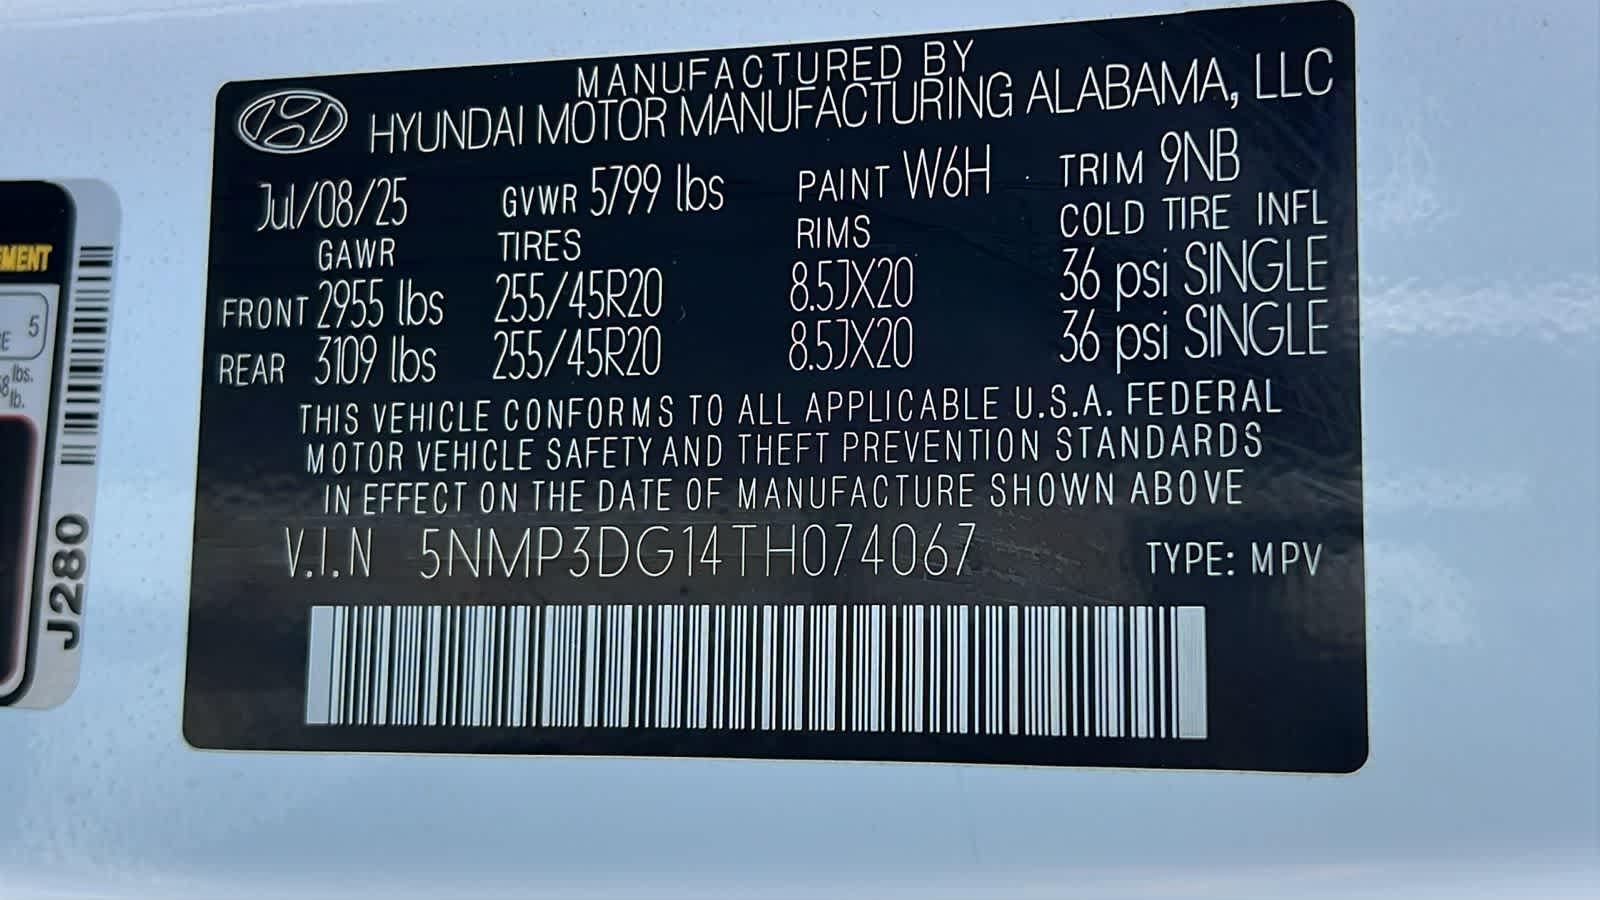 MANUFACTURED BY
HYUNDAI MOTOR MANUFACTURING ALABAMA, LLC
Jul/08/25 GVWR 5799 lbs PAINT W6H TRIM 9NB
GAWR TIRES RIMS COLD TIRE INFL
FRONT 2955 lbs 255/45R20 8.5JX20 36 psi SINGLE
REAR 3109 lbs 255/45R20 8.5JX20 36 psi SINGLE
THIS VEHICLE CONFORMS TO ALL APPLICABLE U.S.A. FEDERAL
MOTOR VEHICLE SAFETY AND THEFT PREVENTION STANDARDS
IN EFFECT ON THE DATE OF MANUFACTURE SHOWN ABOVE
V.I.N 5NMP3DG14TH074067 TYPE: MPV
5
lbs.
lb.
J280